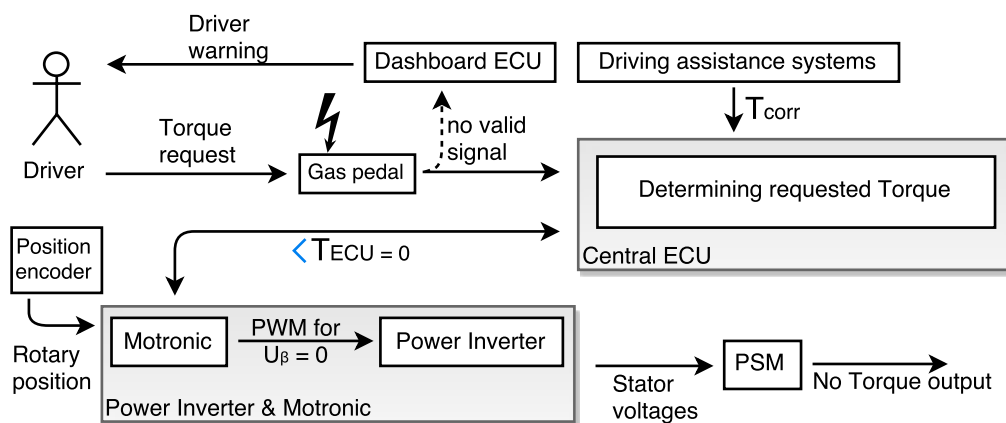 Driver
warning
Dashboard ECU
Driving assistance systems
Tcorr
Driver
Torque
request
Gas pedal
no valid
signal
Determining requested Torque
Central ECU
TECU = 0
Position
encoder
Rotary
position
Motronic
PWM for
Uβ = 0
Power Inverter
Power Inverter & Motronic
Stator
voltages
PSM
No Torque output